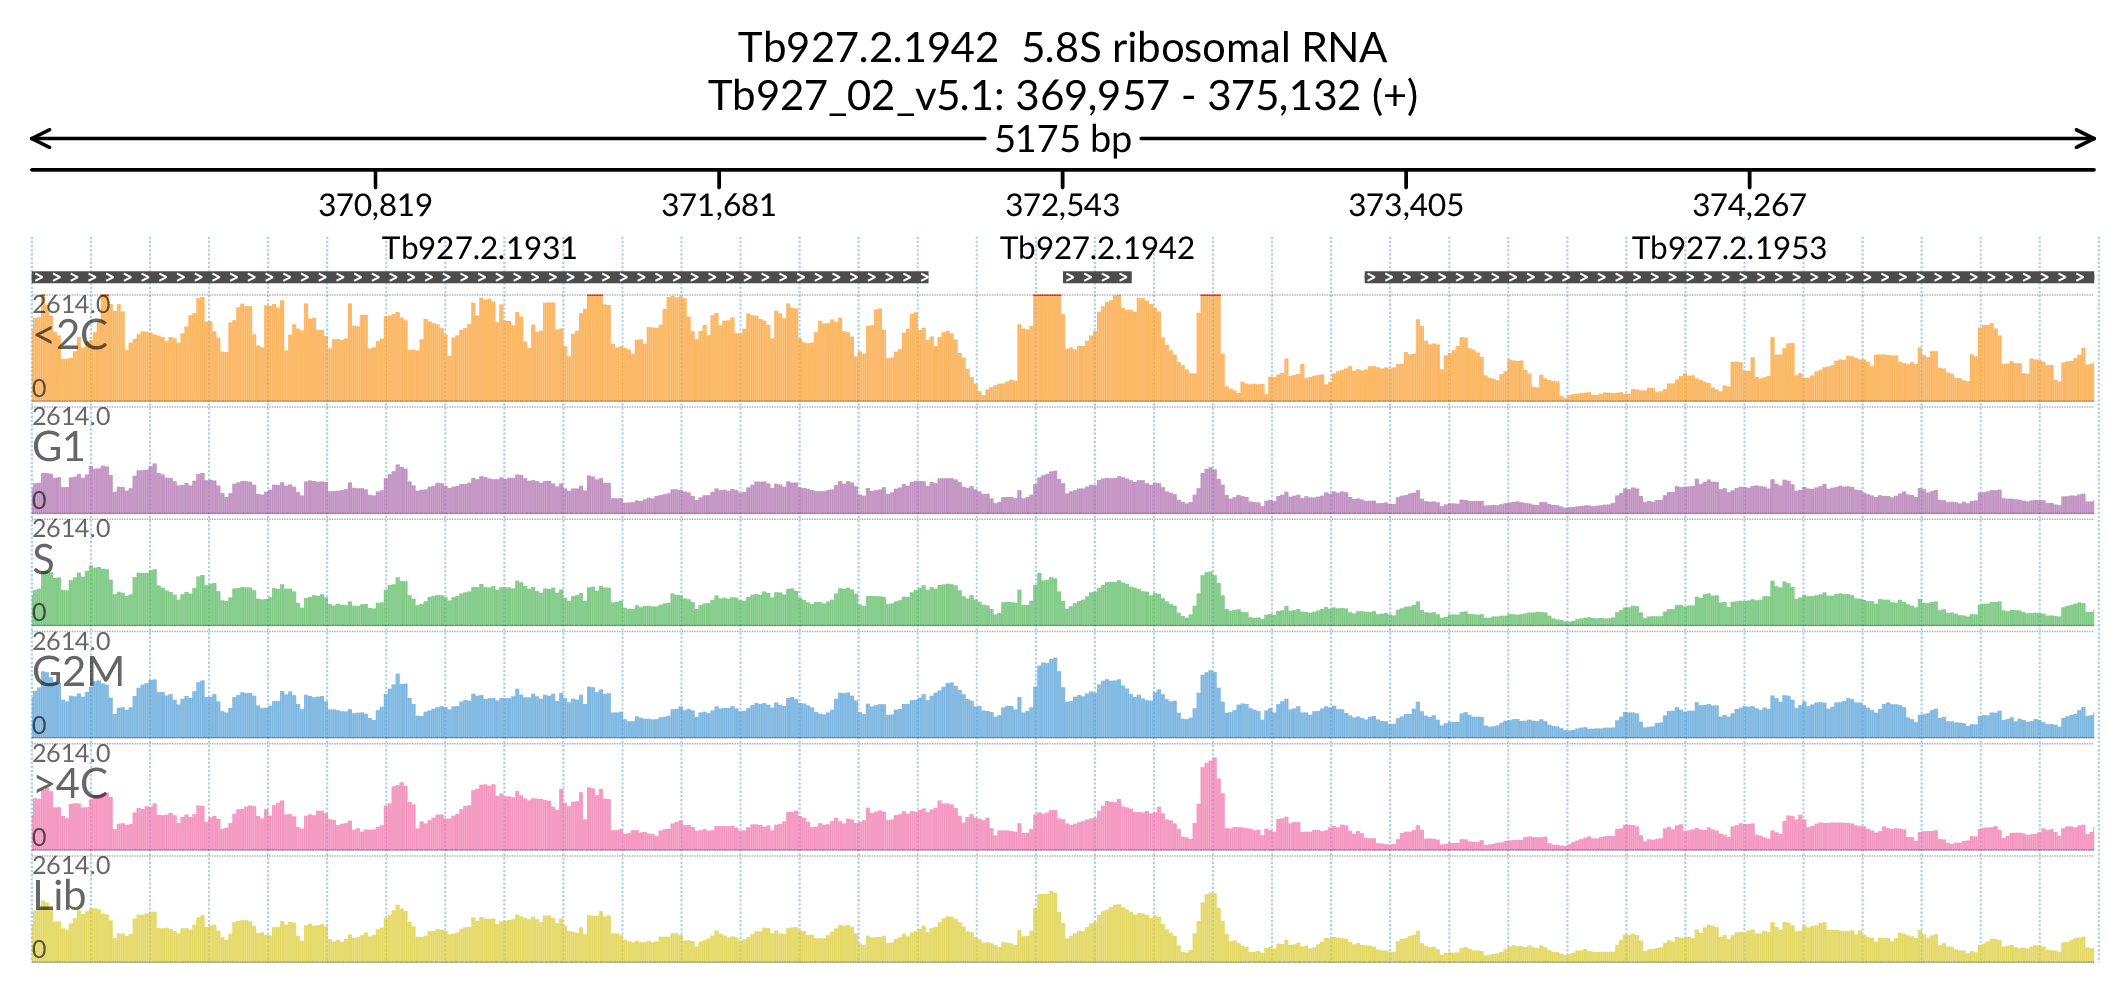 Tb927.2.1942  5.8S ribosomal RNA
Tb927_02_v5.1: 369,957 - 375,132 (+)
5175 bp
370,819 371,681 372,543 373,405 374,267
Tb927.2.1931 Tb927.2.1942 Tb927.2.1953
2614.0
<2C
0
2614.0
G1
0
2614.0
S
0
2614.0
G2M
0
2614.0
>4C
0
2614.0
Lib
0